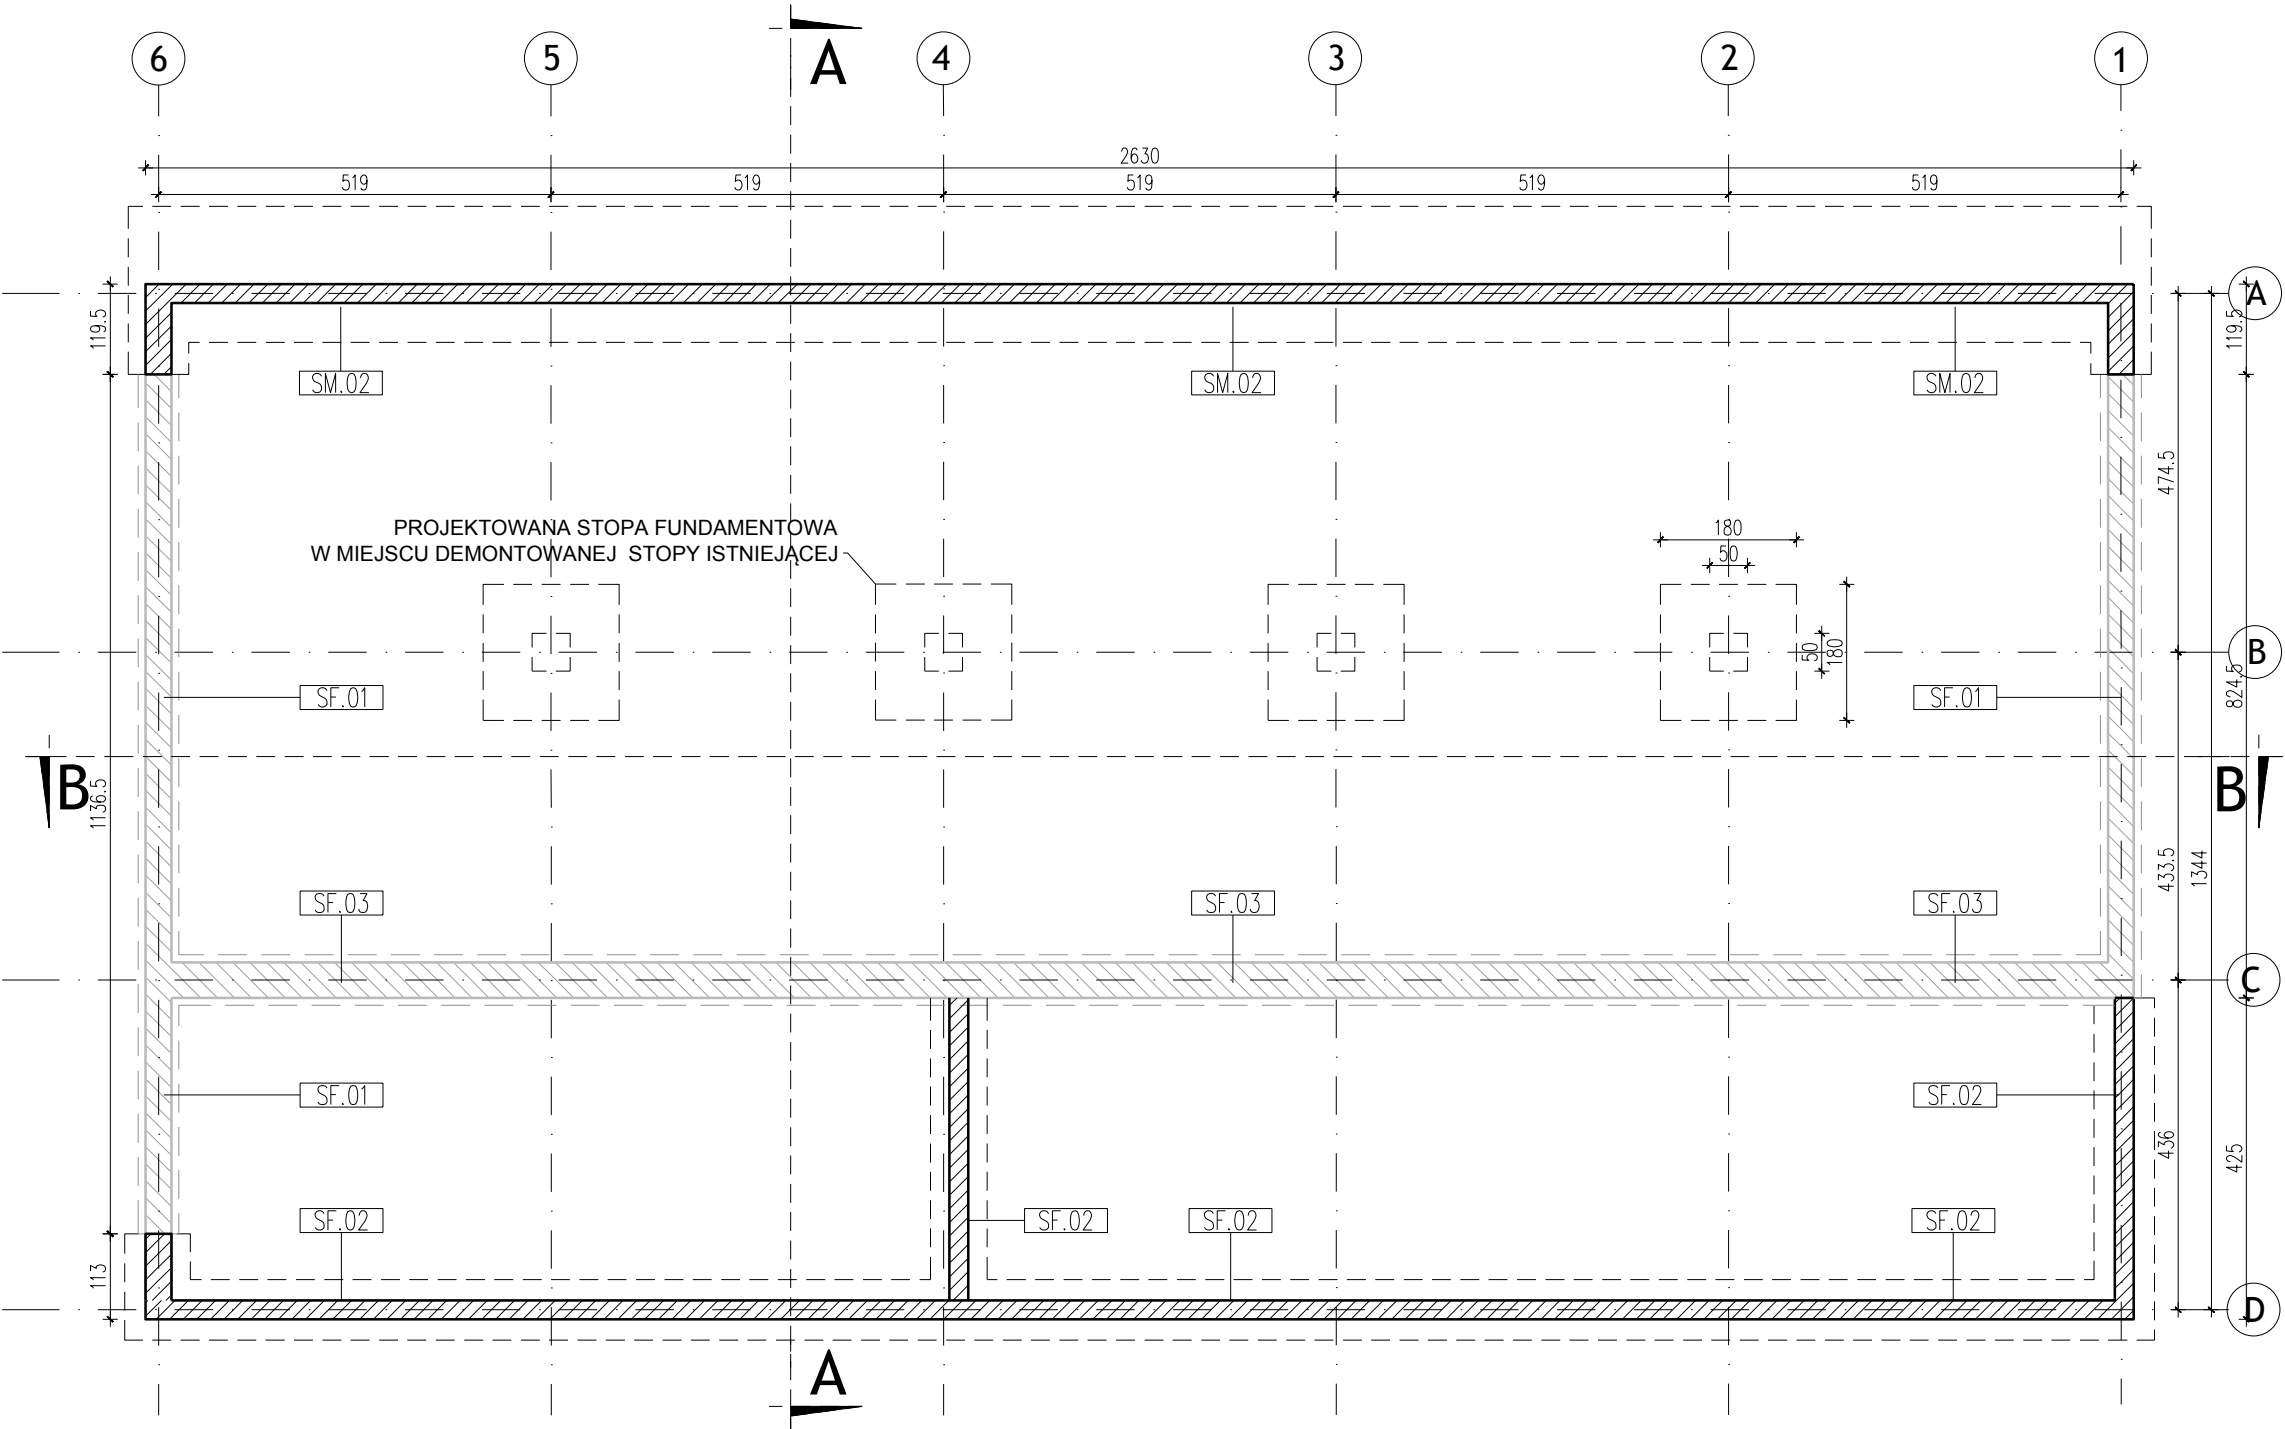 6
5
4
3
2
1
A
2630
519
519
519
519
519
A
119.5
119.5
SM.02
SM.02
SM.02
474.5
PROJEKTOWANA STOPA FUNDAMENTOWA
W MIEJSCU DEMONTOWANEJ STOPY ISTNIEJĄCEJ
180
50
50
180
B
824.5
SF.01
SF.01
B
1136.5
B
433.5
1344
SF.03
SF.03
SF.03
C
SF.01
SF.02
436
425
SF.02
SF.02
SF.02
SF.02
113
D
A